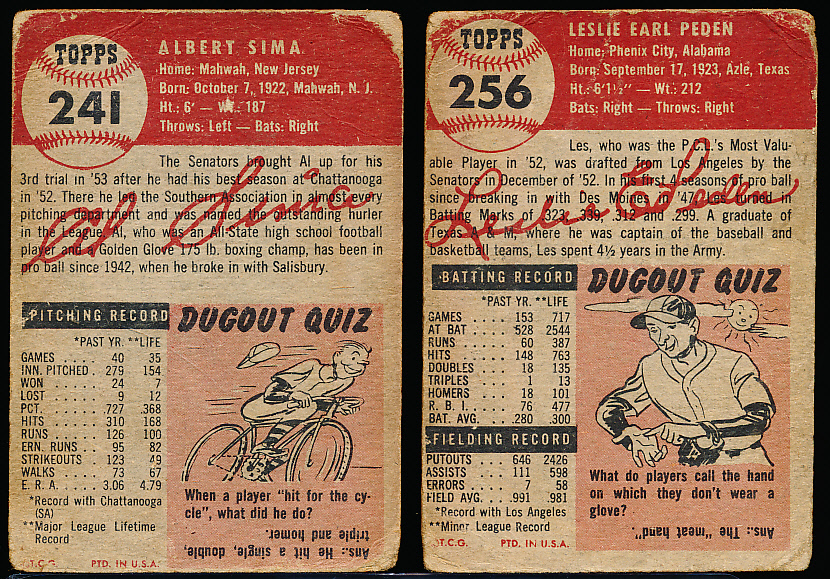 TOPPS
241
ALBERT SIMA
Home: Mahwah, New Jersey
Born: October 7, 1922, Mahwah, N. J.
Ht.: 6' — Wt.: 187
Throws: Left — Bats: Right
The Senators brought Al up for his
3rd trial in '53 after he had his best season at Chattanooga
in '52. There he led the Southern Association in almost every
pitching department and was named the outstanding hurler
in the league. Al, who was an All-State high school football
player and a Golden Glove 175 lb. boxing champ, has been in
pro ball since 1942, when he broke in with Salisbury.
Al Sima
PITCHING RECORD
*PAST YR. **LIFE
GAMES 40 35
INN. PITCHED 279 154
WON 24 7
LOST 9 12
PCT. .727 .368
HITS 310 168
RUNS 126 100
ERN. RUNS 95 82
STRIKEOUTS 123 49
WALKS 73 67
E. R. A. 3.06 4.79
*Record with Chattanooga
(SA)
**Major League Lifetime
Record
T.C.G. PTD. IN U.S.A.
DUGOUT QUIZ
When a player "hit for the cy-
cle", what did he do?
Ans.: He hit a single, double,
triple and homer.
TOPPS
256
LESLIE EARL PEDEN
Home: Phenix City, Alabama
Born: September 17, 1923, Azle, Texas
Ht.: 6'1½" — Wt.: 212
Bats: Right — Throws: Right
Les, who was the P.C.L.'s Most Valu-
able Player in '52, was drafted from Los Angeles by the
Senators in December of '52. In his first 4 seasons of pro ball
since breaking in with Des Moines in '47, Les turned in
Batting Marks of .323, .339, .312 and .299. A graduate of
Texas A & M, where he was captain of the baseball and
basketball teams, Les spent 4½ years in the Army.
Leslie E. Peden
BATTING RECORD
*PAST YR. **LIFE
GAMES 153 717
AT BAT 528 2544
RUNS 60 387
HITS 148 763
DOUBLES 18 135
TRIPLES 1 13
HOMERS 18 101
R. B. I. 76 477
BAT. AVG. .280 .300
FIELDING RECORD
PUTOUTS 646 2426
ASSISTS 111 598
ERRORS 7 58
FIELD AVG. .991 .981
*Record with Los Angeles
**Minor League Record
T.C.G. PTD. IN U.S.A.
DUGOUT QUIZ
What do players call the hand
on which they don't wear a
glove?
Ans.: The "meat hand".